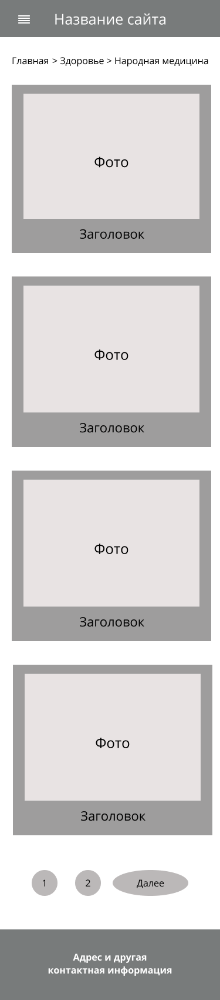 Название сайта
Главная > Здоровье > Народная медицина
Фото
Заголовок
Фото
Заголовок
Фото
Заголовок
Фото
Заголовок
1 2 Далее
Адрес и другая
контактная информация